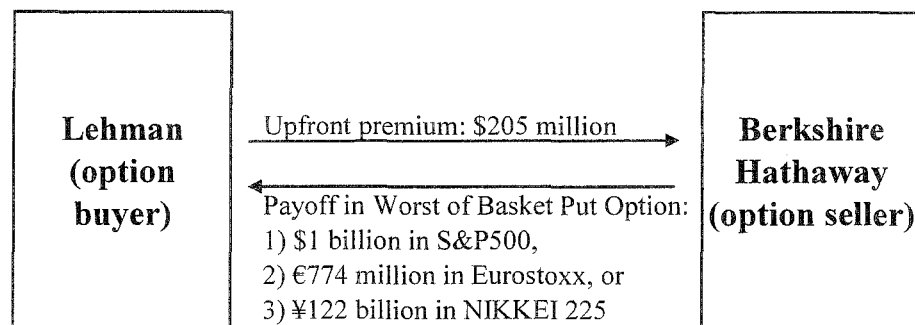 Lehman
(option
buyer)
Upfront premium: $205 million
Payoff in Worst of Basket Put Option:
1) $1 billion in S&P500,
2) €774 million in Eurostoxx, or
3) ¥122 billion in NIKKEI 225
Berkshire
Hathaway
(option seller)